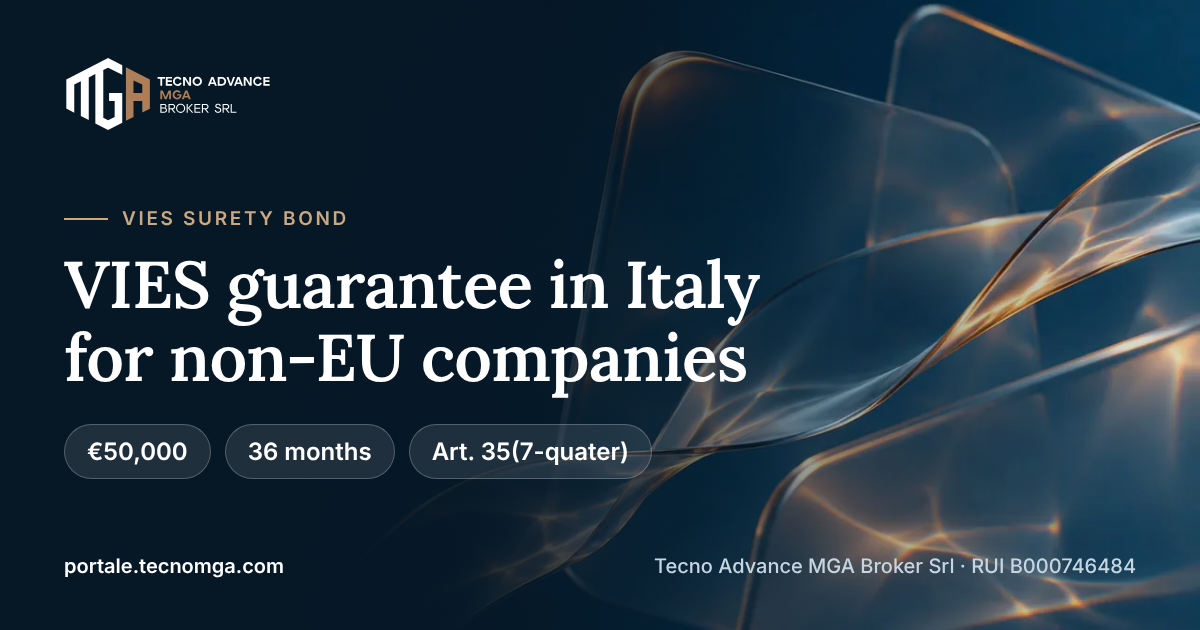 MGA
TECNO ADVANCE
MGA
BROKER SRL
VIES SURETY BOND
VIES guarantee in Italy
for non-EU companies
€50,000
36 months
Art. 35(7-quater)
portale.tecnomga.com
Tecno Advance MGA Broker Srl · RUI B000746484